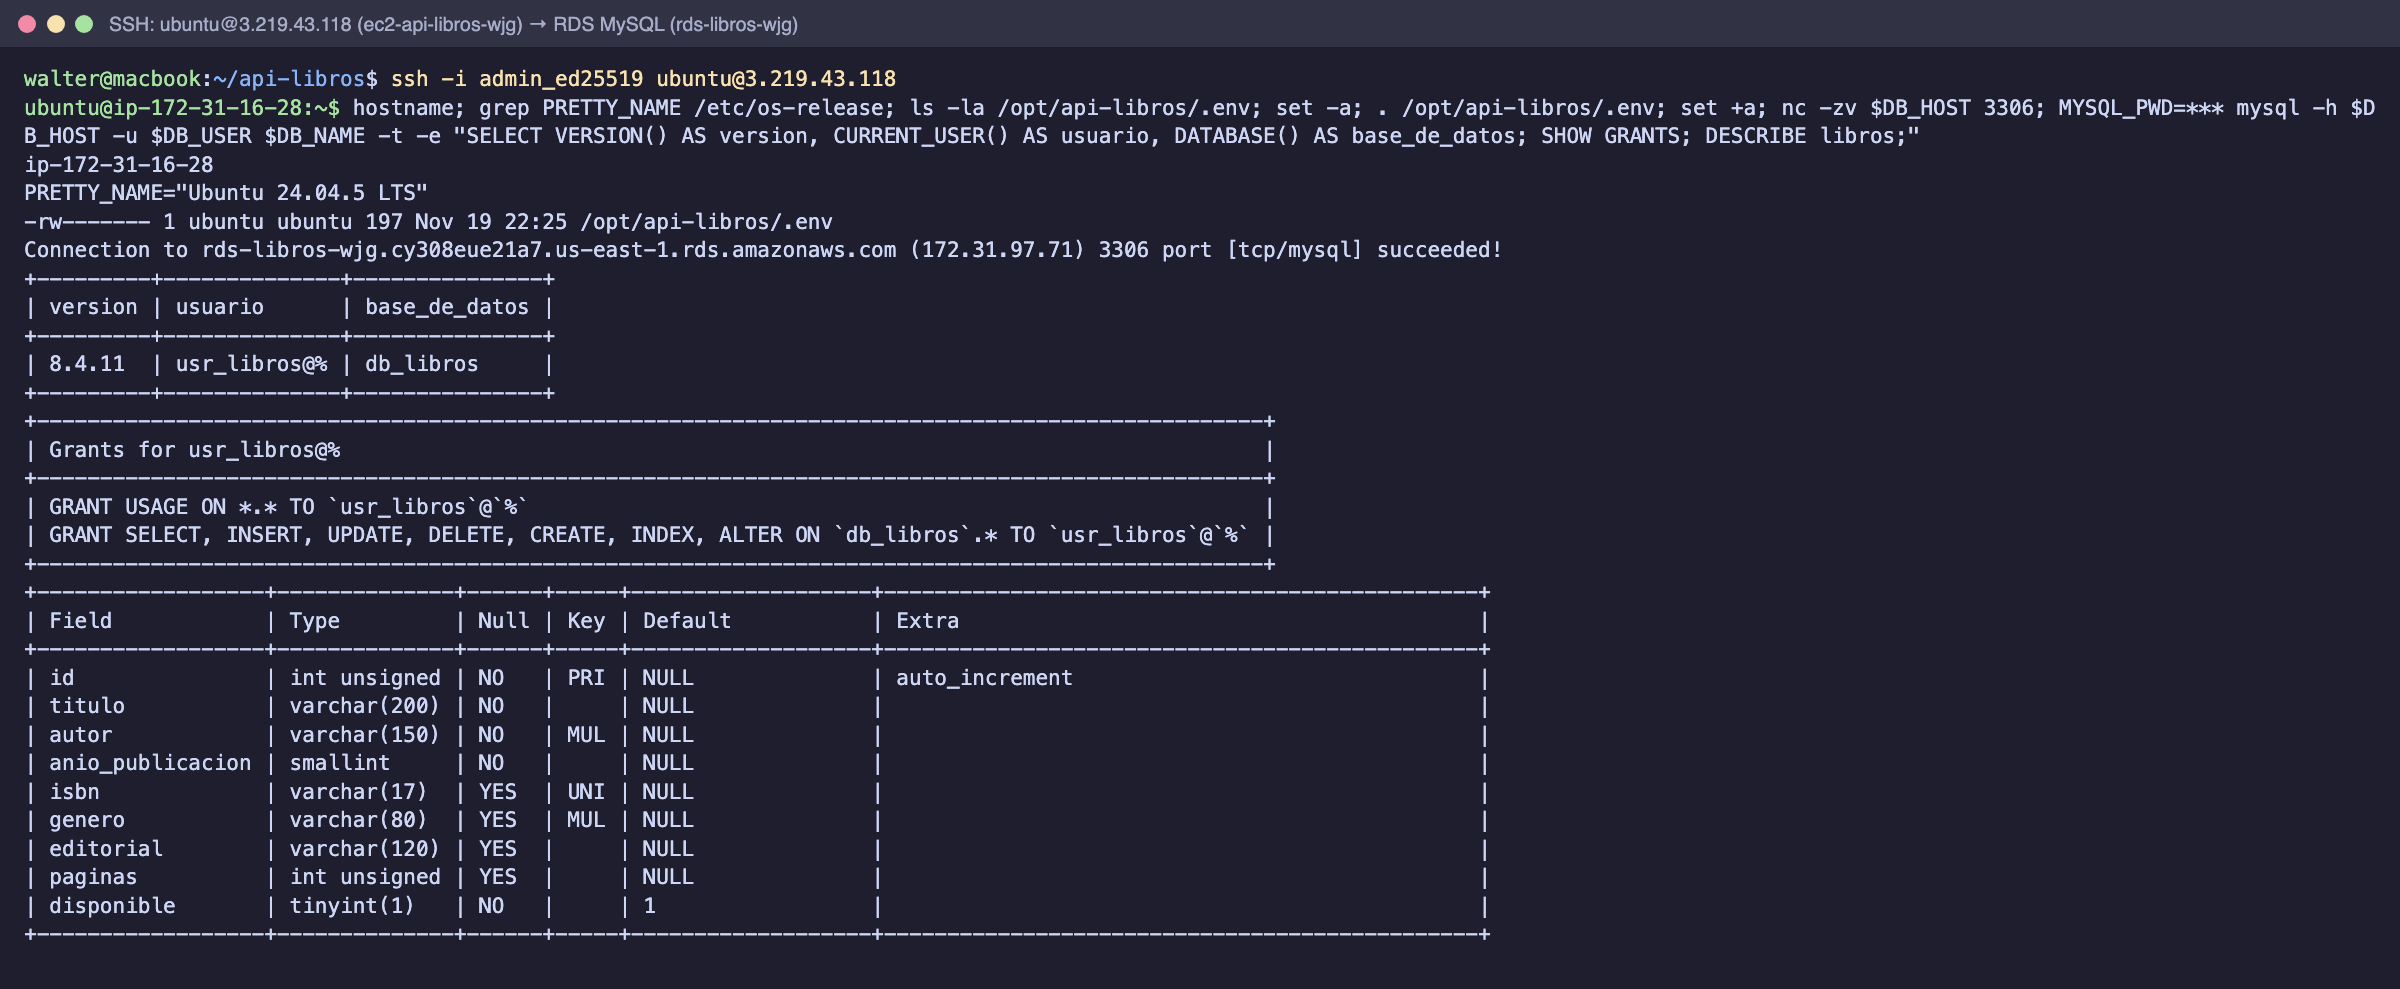 SSH: ubuntu@3.219.43.118 (ec2-api-libros-wjg) → RDS MySQL (rds-libros-wjg)
walter@macbook:~/api-libros$ ssh -i admin_ed25519 ubuntu@3.219.43.118
ubuntu@ip-172-31-16-28:~$ hostname; grep PRETTY_NAME /etc/os-release; ls -la /opt/api-libros/.env; set -a; . /opt/api-libros/.env; set +a; nc -zv $DB_HOST 3306; MYSQL_PWD=*** mysql -h $D
B_HOST -u $DB_USER $DB_NAME -t -e "SELECT VERSION() AS version, CURRENT_USER() AS usuario, DATABASE() AS base_de_datos; SHOW GRANTS; DESCRIBE libros;"
ip-172-31-16-28
PRETTY_NAME="Ubuntu 24.04.5 LTS"
-rw------- 1 ubuntu ubuntu 197 Nov 19 22:25 /opt/api-libros/.env
Connection to rds-libros-wjg.cy308eue21a7.us-east-1.rds.amazonaws.com (172.31.97.71) 3306 port [tcp/mysql] succeeded!
+---------+-------------+---------------+
| version | usuario      | base_de_datos |
+---------+-------------+---------------+
| 8.4.11  | usr_libros@% | db_libros     |
+---------+-------------+---------------+
+-------------------------------------------------------------------------------------------------+
| Grants for usr_libros@%                                                                         |
+-------------------------------------------------------------------------------------------------+
| GRANT USAGE ON *.* TO `usr_libros`@`%`                                                          |
| GRANT SELECT, INSERT, UPDATE, DELETE, CREATE, INDEX, ALTER ON `db_libros`.* TO `usr_libros`@`%` |
+-------------------------------------------------------------------------------------------------+
+------------------+--------------+------+-----+-------------------+-----------------------------------------------+
| Field            | Type         | Null | Key | Default           | Extra                                         |
+------------------+--------------+------+-----+-------------------+-----------------------------------------------+
| id               | int unsigned | NO   | PRI | NULL              | auto_increment                                |
| titulo           | varchar(200) | NO   |     | NULL              |                                               |
| autor            | varchar(150) | NO   | MUL | NULL              |                                               |
| anio_publicacion | smallint     | NO   |     | NULL              |                                               |
| isbn             | varchar(17)  | YES  | UNI | NULL              |                                               |
| genero           | varchar(80)  | YES  | MUL | NULL              |                                               |
| editorial        | varchar(120) | YES  |     | NULL              |                                               |
| paginas          | int unsigned | YES  |     | NULL              |                                               |
| disponible       | tinyint(1)   | NO   |     | 1                 |                                               |
+------------------+--------------+------+-----+-------------------+-----------------------------------------------+